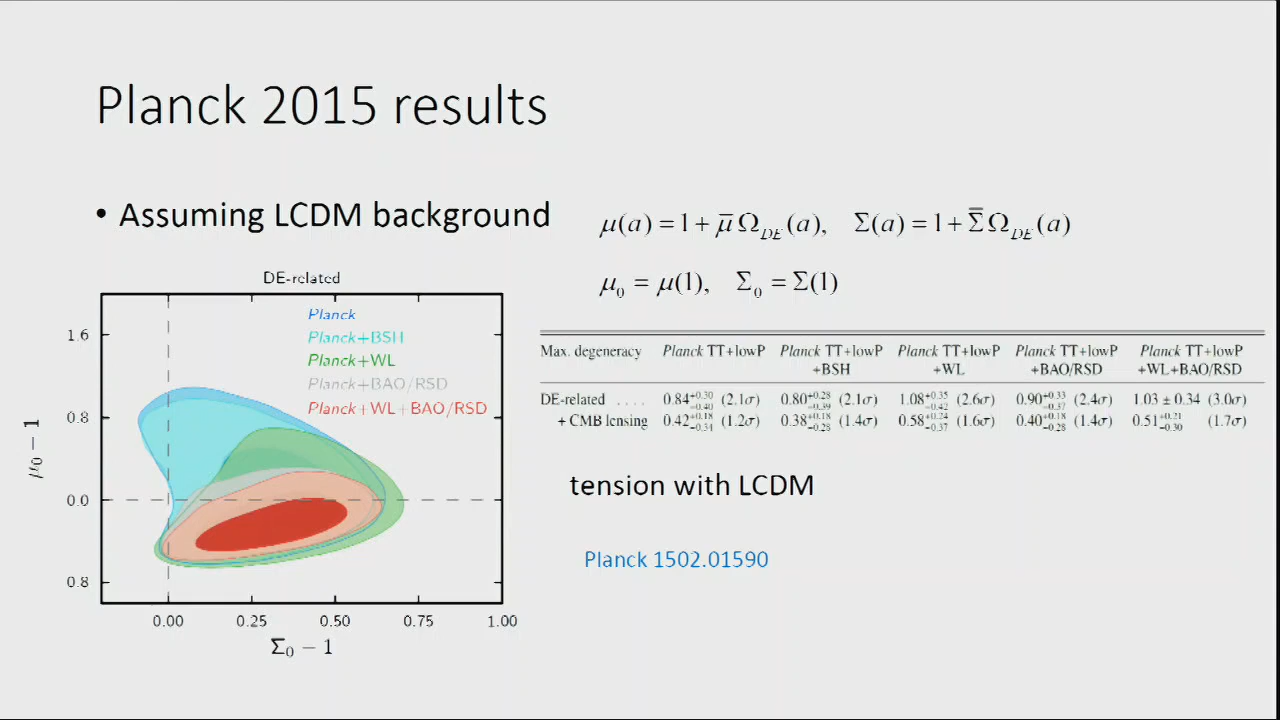 Planck 2015 results
• Assuming LCDM background
μ(a) = 1 + μ̄ Ω_DE(a),   Σ(a) = 1 + Σ̄ Ω_DE(a)
μ₀ = μ(1),   Σ₀ = Σ(1)
DE-related
Planck
Planck+BSH
Planck+WL
Planck+BAO/RSD
Planck+WL+BAO/RSD
1.6
0.8
0.0
0.8
μ₀ − 1
0.00 0.25 0.50 0.75 1.00
Σ₀ − 1
Max. degeneracy Planck TT+lowP Planck TT+lowP Planck TT+lowP Planck TT+lowP Planck TT+lowP
+BSH +WL +BAO/RSD +WL+BAO/RSD
DE-related . . . . 0.84 +0.30 −0.40 (2.1σ) 0.80 +0.28 −0.39 (2.1σ) 1.08 +0.35 −0.42 (2.6σ) 0.90 +0.33 −0.37 (2.4σ) 1.03 ± 0.34 (3.0σ)
+ CMB lensing 0.42 +0.18 −0.34 (1.2σ) 0.38 +0.18 −0.28 (1.4σ) 0.58 +0.24 −0.37 (1.6σ) 0.40 +0.18 −0.28 (1.4σ) 0.51 +0.21 −0.30 (1.7σ)
tension with LCDM
Planck 1502.01590